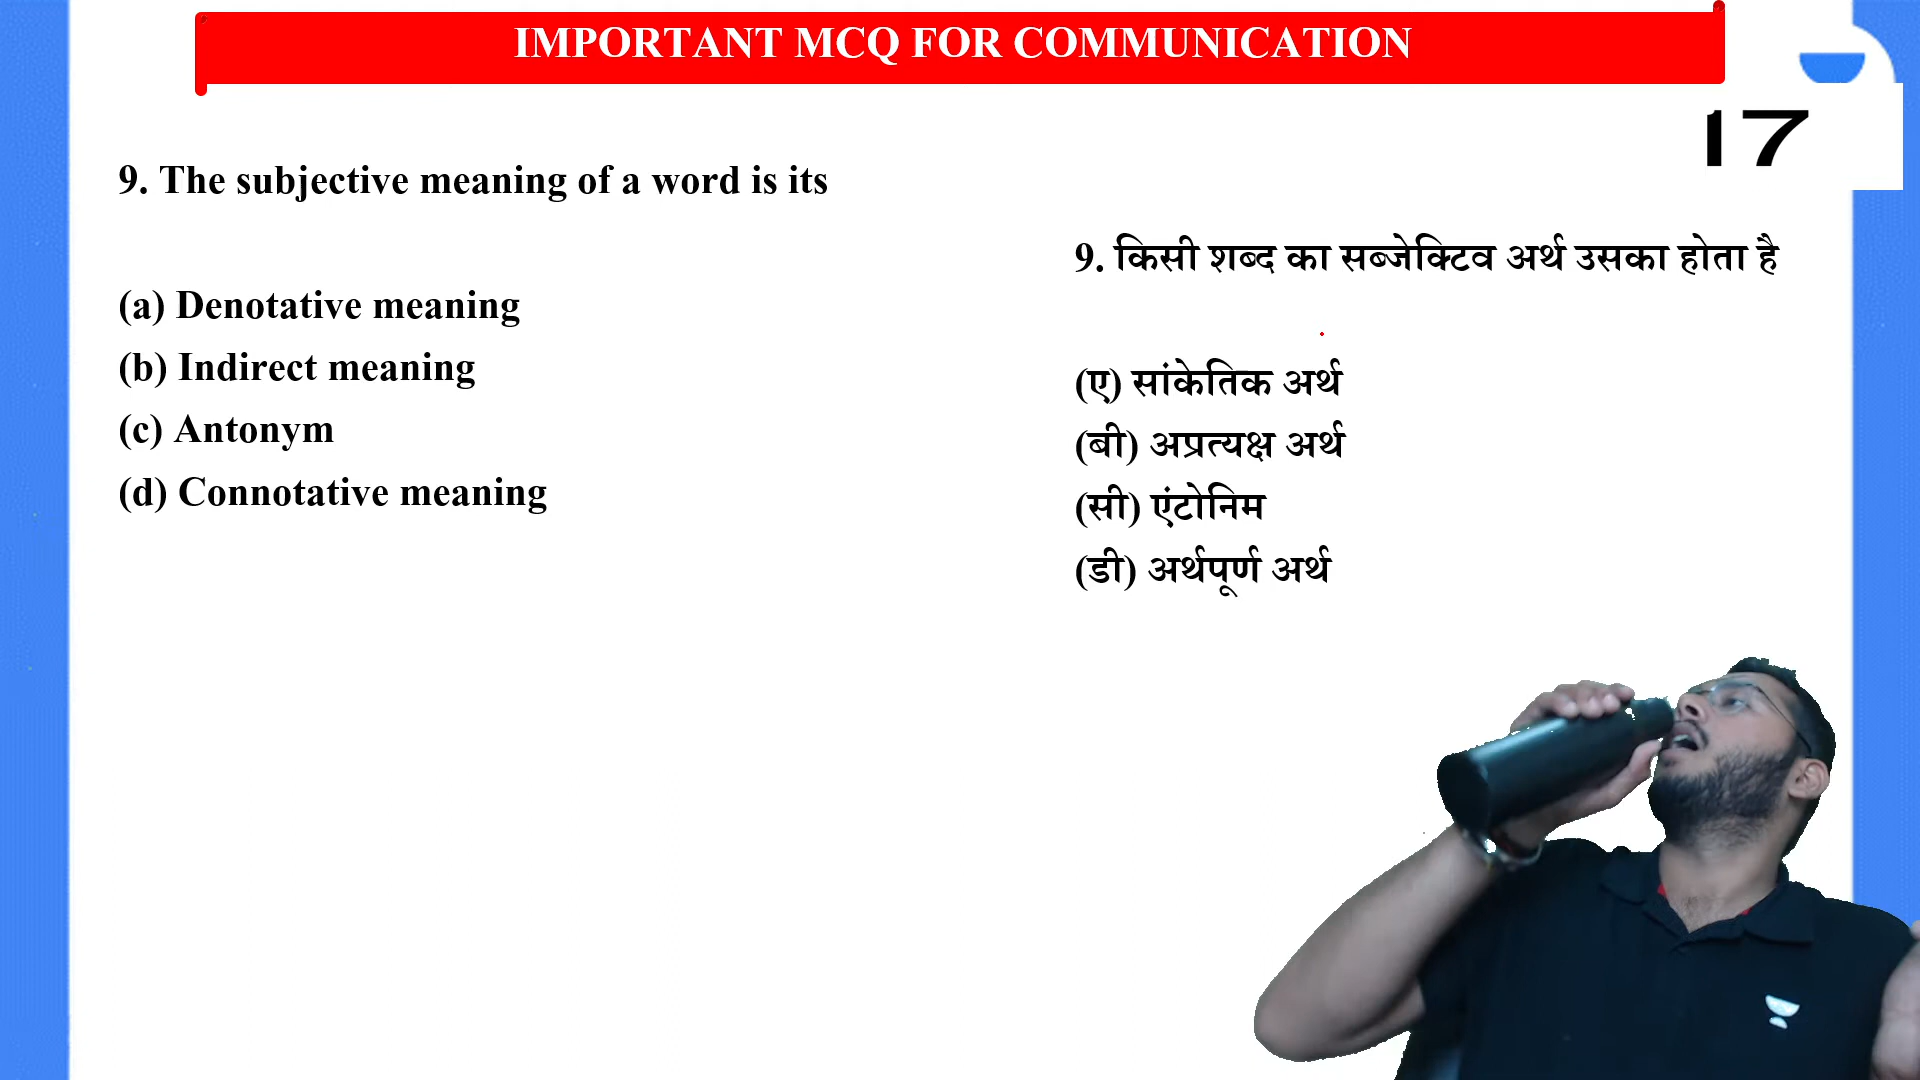 IMPORTANT MCQ FOR COMMUNICATION
17
9. The subjective meaning of a word is its
(a) Denotative meaning
(b) Indirect meaning
(c) Antonym
(d) Connotative meaning
9. किसी शब्द का सब्जेक्टिव अर्थ उसका होता है
(ए) सांकेतिक अर्थ
(बी) अप्रत्यक्ष अर्थ
(सी) एंटोनिम
(डी) अर्थपूर्ण अर्थ